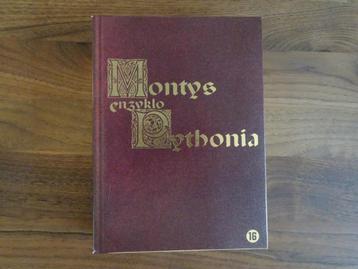 Montys
enzyklo
Pythonia
16